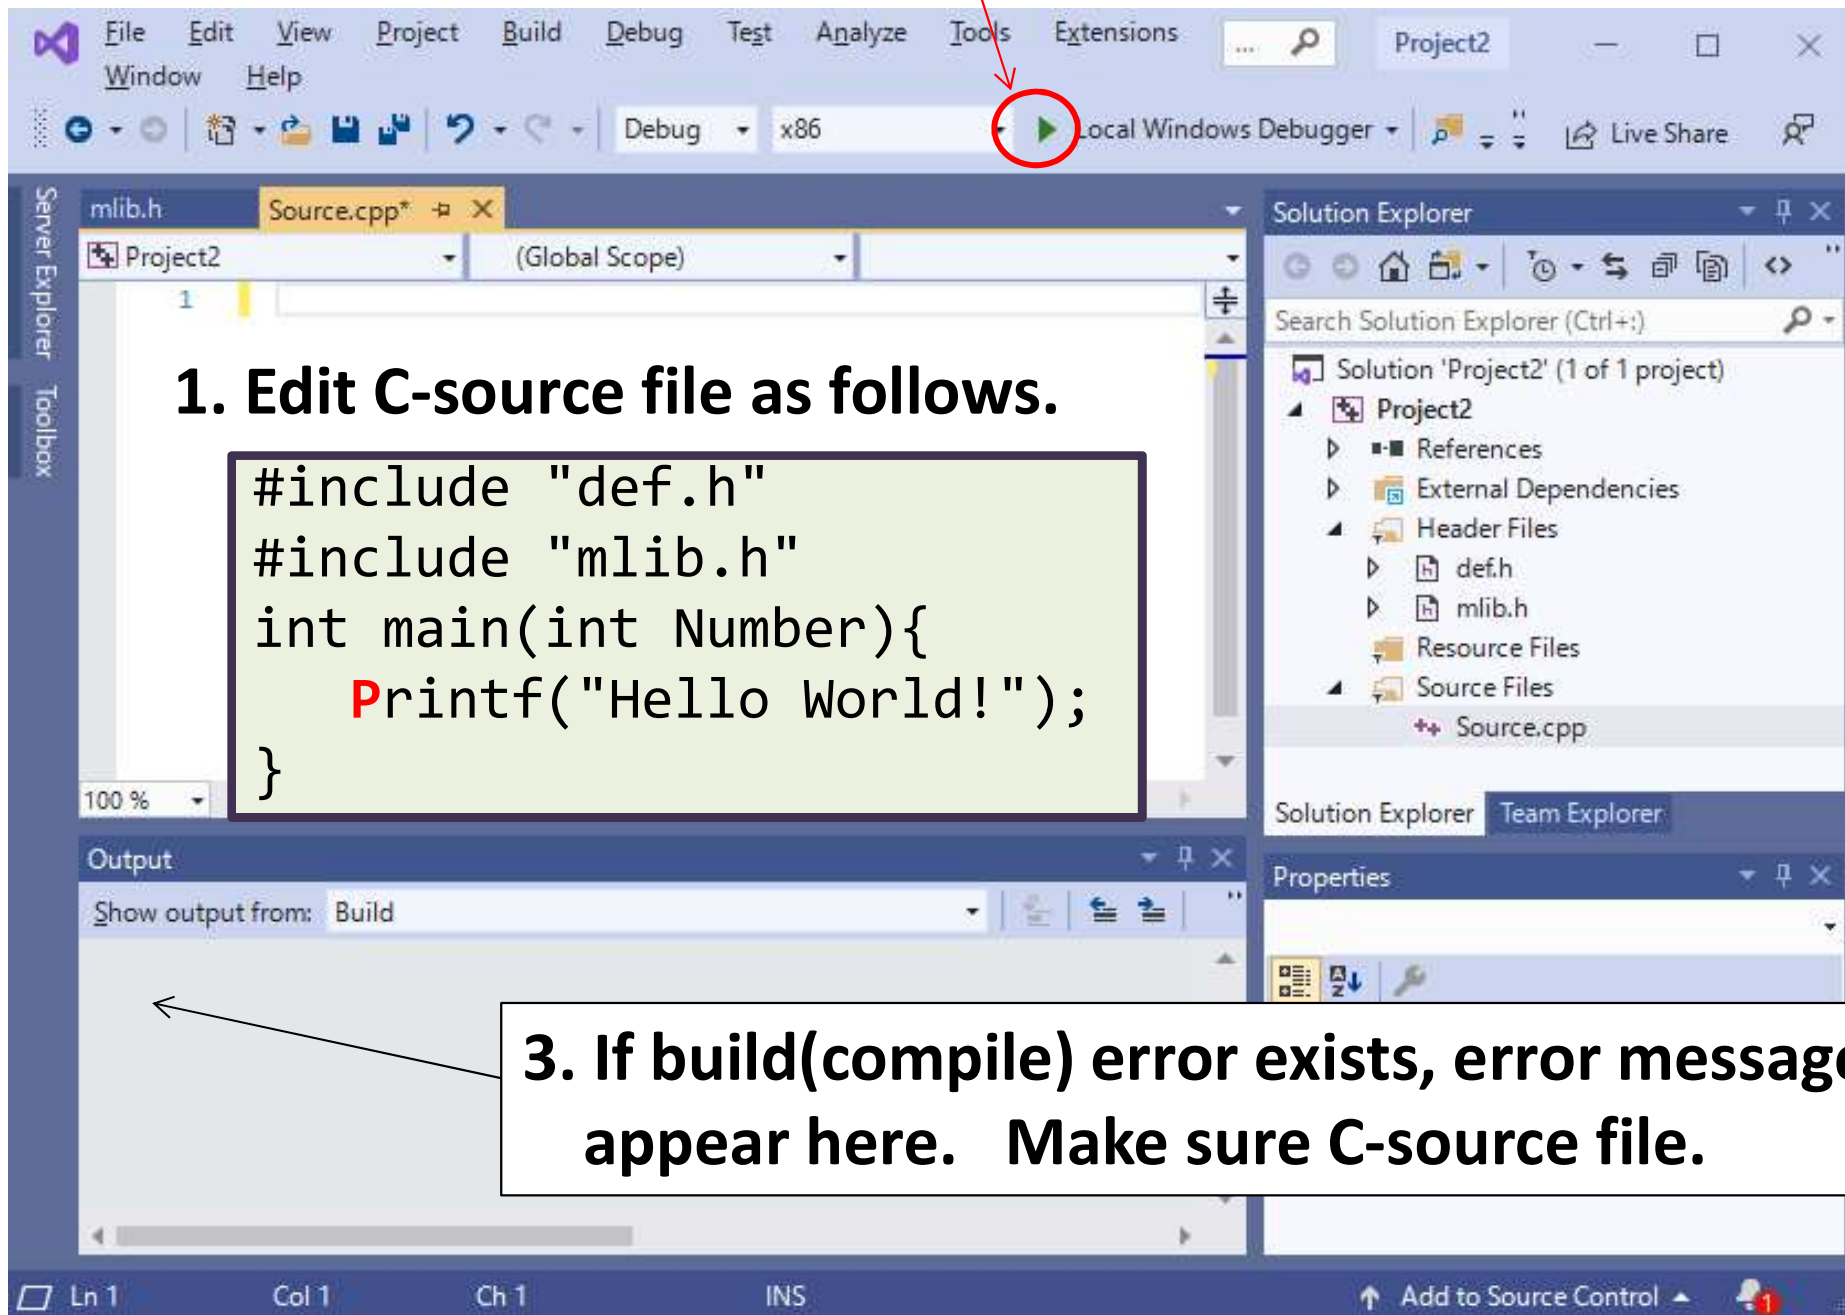 File Edit View Project Build Debug Test Analyze Tools Extensions ... Project2
Window Help
Debug x86 Local Windows Debugger Live Share
Server Explorer
Toolbox
mlib.h Source.cpp*
Project2 (Global Scope)
1
1. Edit C-source file as follows.
#include "def.h"
#include "mlib.h"
int main(int Number){
Printf("Hello World!");
}
100 %
Solution Explorer
Search Solution Explorer (Ctrl+:)
Solution 'Project2' (1 of 1 project)
Project2
References
External Dependencies
Header Files
def.h
mlib.h
Resource Files
Source Files
Source.cpp
Solution Explorer Team Explorer
Output
Show output from: Build
Properties
3. If build(compile) error exists, error message
appear here. Make sure C-source file.
Ln 1 Col 1 Ch 1 INS Add to Source Control 1